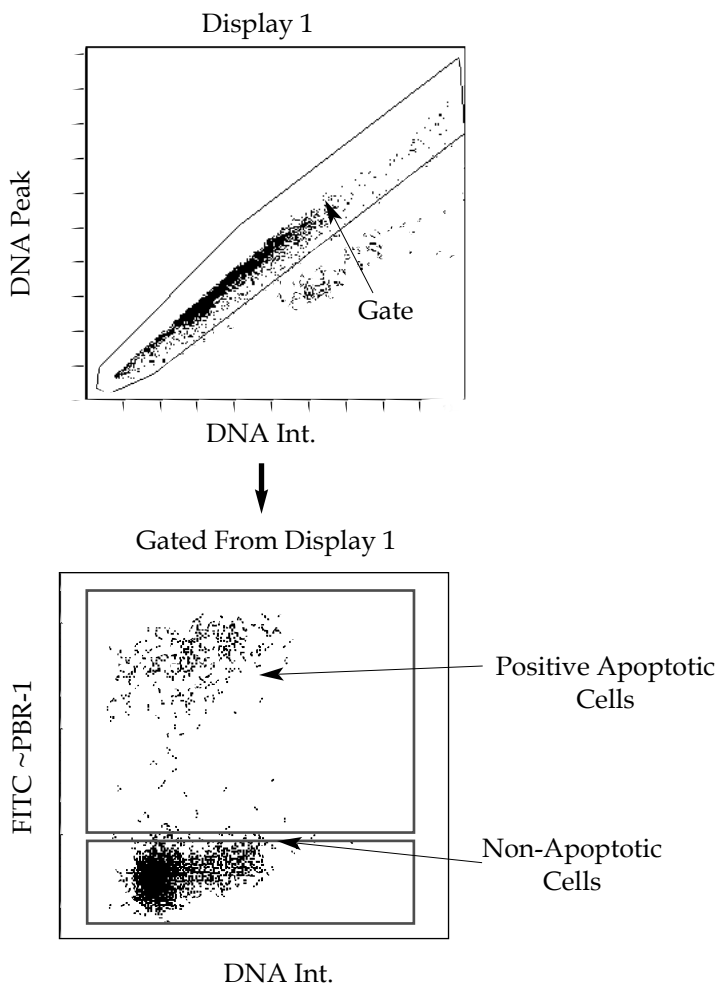 Display 1
DNA Peak
Gate
DNA Int.
Gated From Display 1
FITC ~PBR-1
Positive Apoptotic
Cells
Non-Apoptotic
Cells
DNA Int.